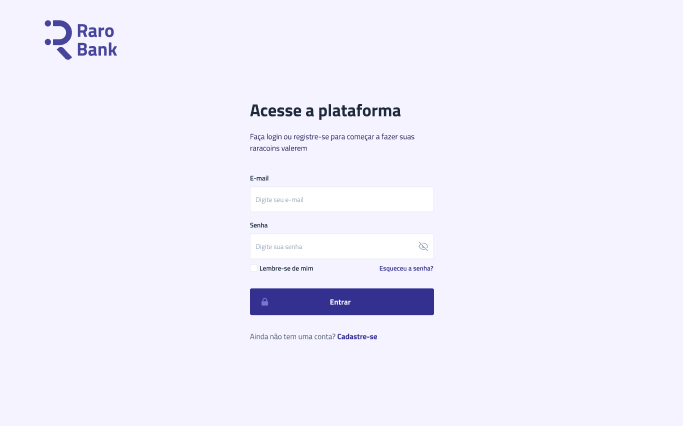 Raro
Bank
Acesse a plataforma
Faça login ou registre-se para começar a fazer suas
raracoins valerem
E-mail
Digite seu e-mail
Senha
Digite sua senha
Lembre-se de mim
Esqueceu a senha?
Entrar
Ainda não tem uma conta? Cadastre-se